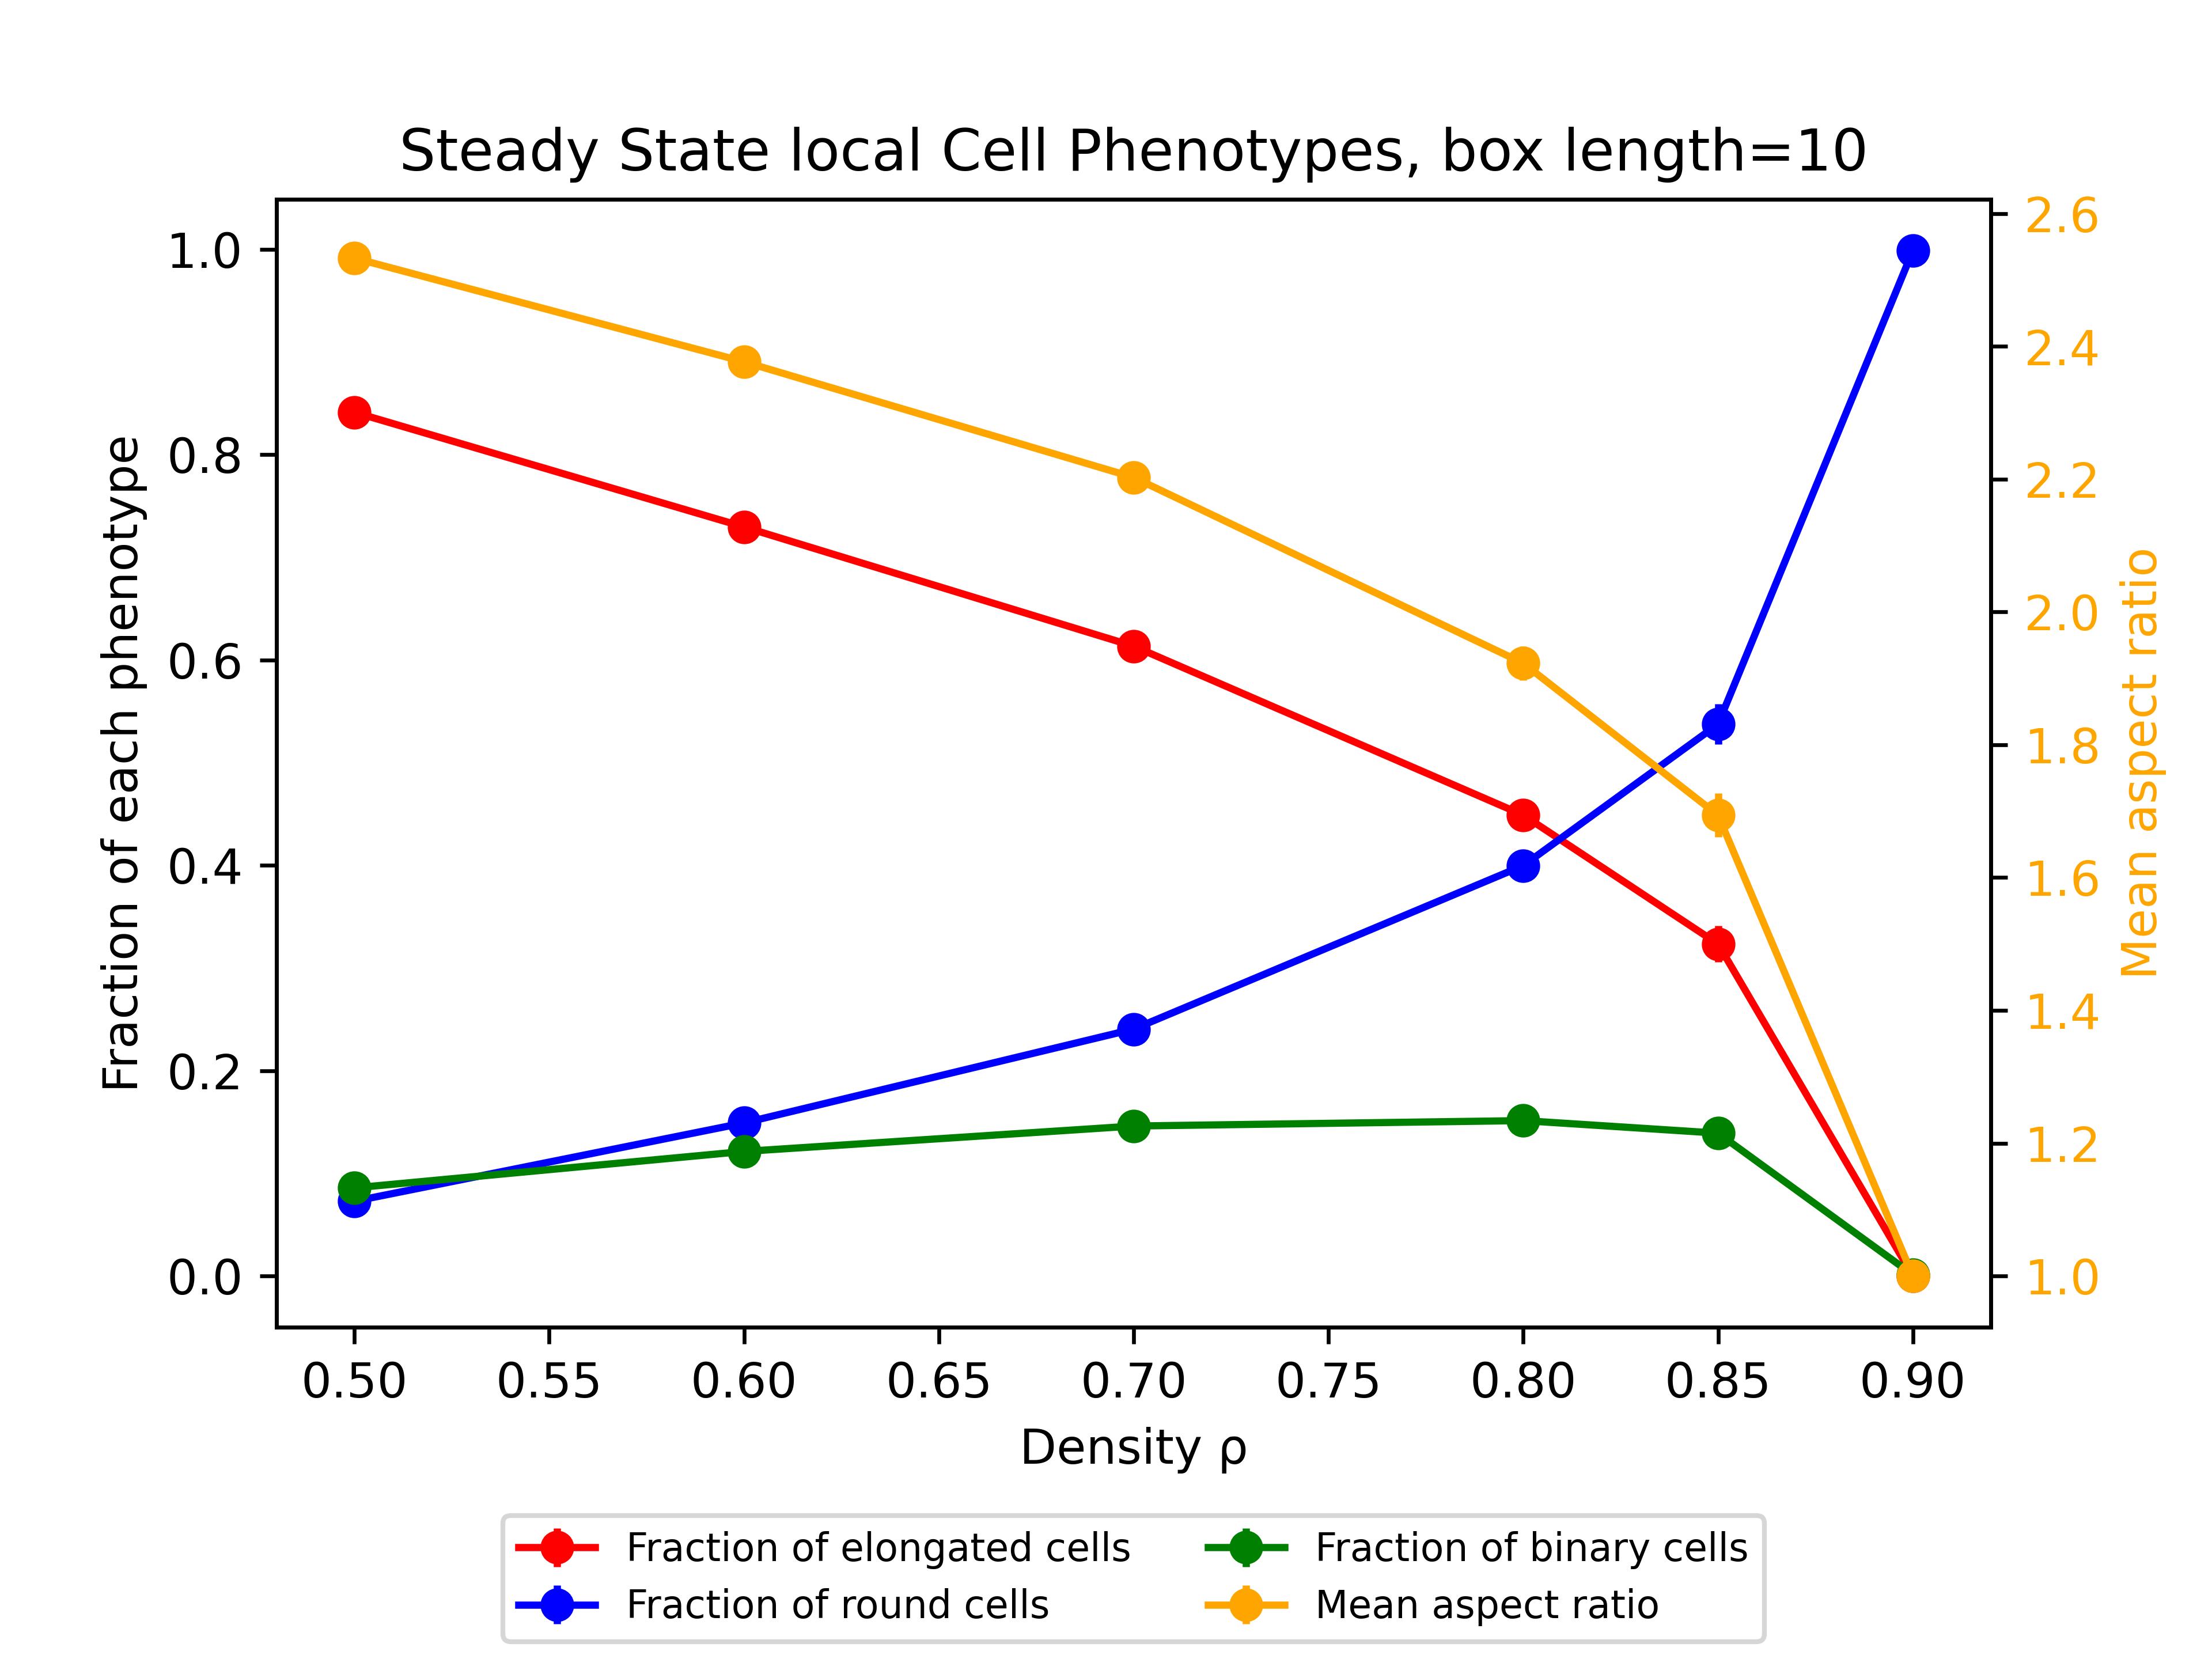 Steady State local Cell Phenotypes, box length=10
1.0
0.8
0.6
0.4
0.2
0.0
Fraction of each phenotype
2.6
2.4
2.2
2.0
1.8
1.6
1.4
1.2
1.0
Mean aspect ratio
0.50 0.55 0.60 0.65 0.70 0.75 0.80 0.85 0.90
Density ρ
Fraction of elongated cells
Fraction of round cells
Fraction of binary cells
Mean aspect ratio